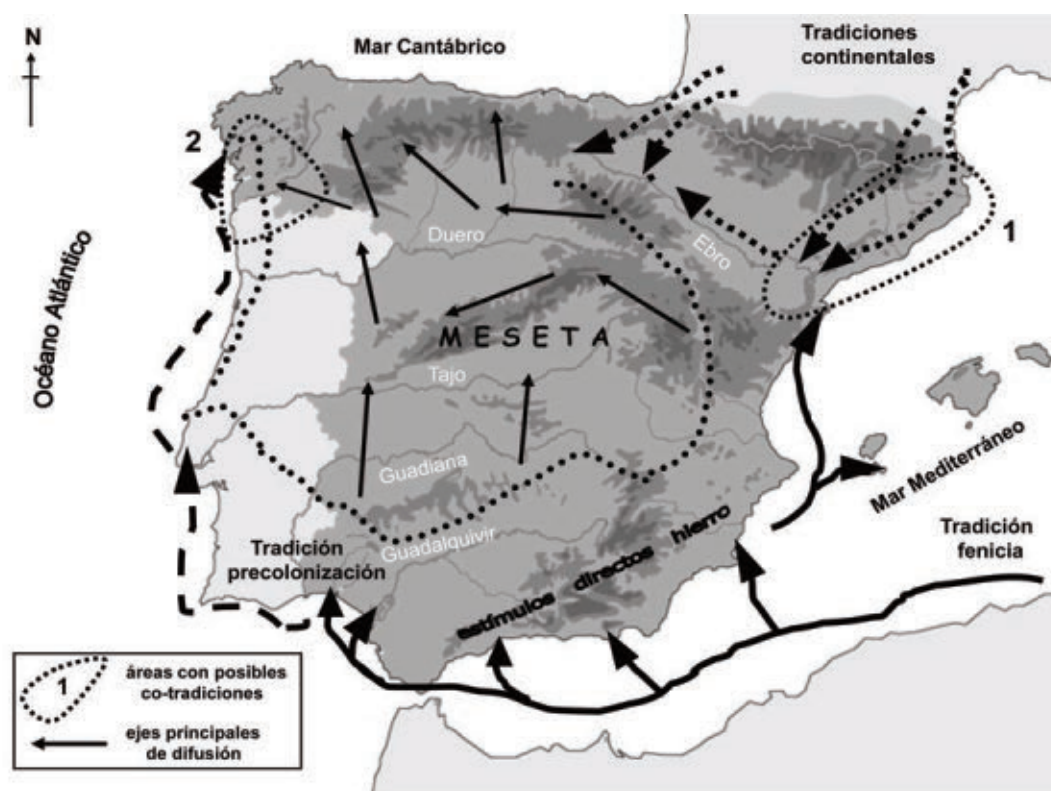 N
Mar Cantábrico
Tradiciones
continentales
2
1
Océano Atlántico
Duero
Ebro
MESETA
Tajo
Guadiana
Guadalquivir
Mar Mediterráneo
Tradición
fenicia
Tradición
precolonización
estímulos directos hierro
1
áreas con posibles
co-tradiciones
ejes principales
de difusión